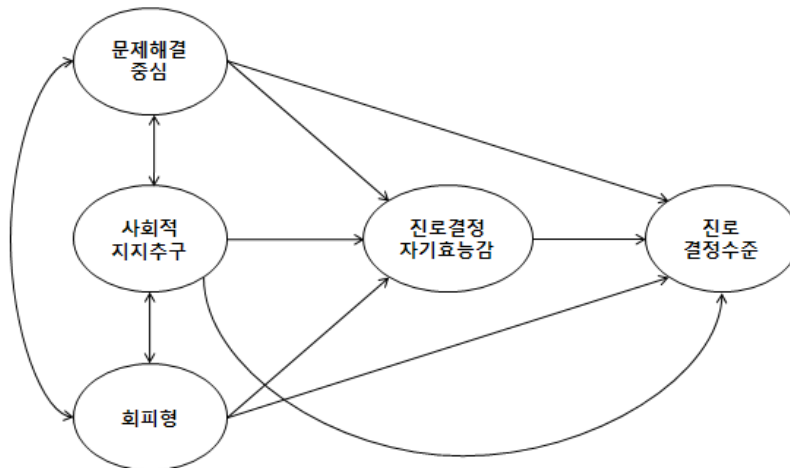 문제해결
중심
사회적
지지추구
진로결정
자기효능감
진로
결정수준
회피형